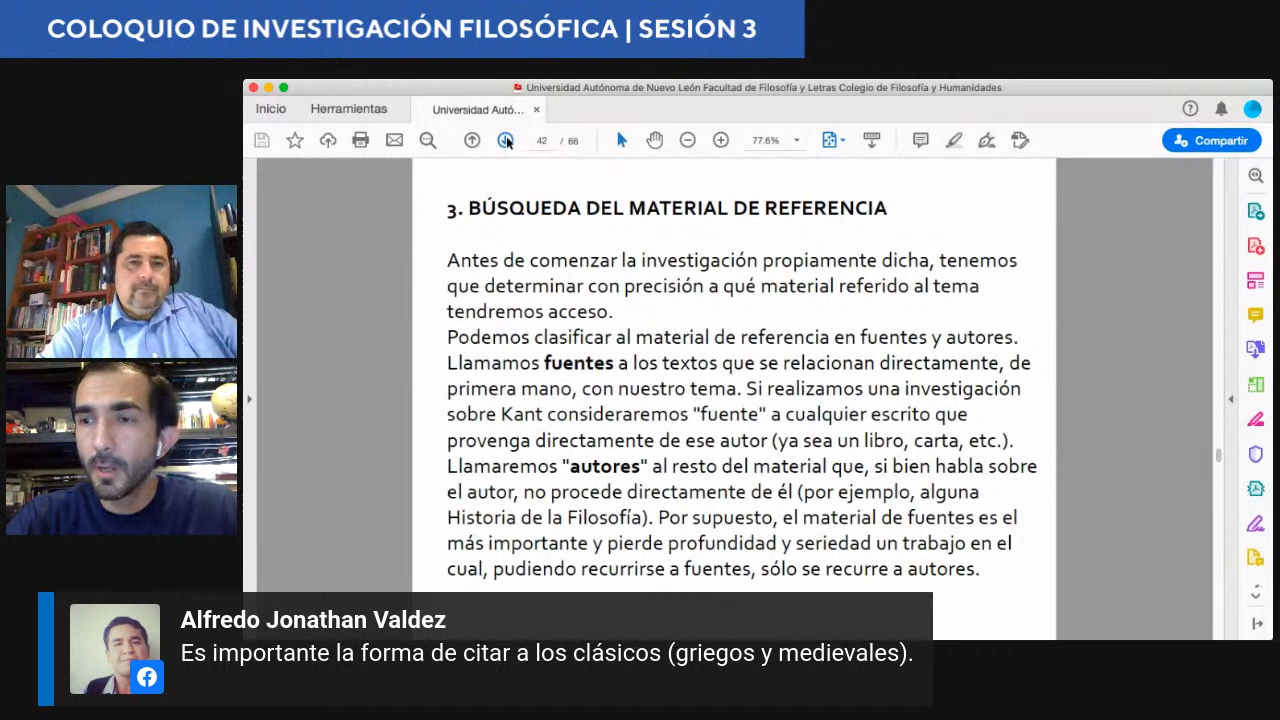 COLOQUIO DE INVESTIGACIÓN FILOSÓFICA | SESIÓN 3
Universidad Autónoma de Nuevo León Facultad de Filosofía y Letras Colegio de Filosofía y Humanidades
Inicio Herramientas Universidad Autó... ×
42 / 66 77.6% Compartir
3. BÚSQUEDA DEL MATERIAL DE REFERENCIA
Antes de comenzar la investigación propiamente dicha, tenemos
que determinar con precisión a qué material referido al tema
tendremos acceso.
Podemos clasificar al material de referencia en fuentes y autores.
Llamamos fuentes a los textos que se relacionan directamente, de
primera mano, con nuestro tema. Si realizamos una investigación
sobre Kant consideraremos "fuente" a cualquier escrito que
provenga directamente de ese autor (ya sea un libro, carta, etc.).
Llamaremos "autores" al resto del material que, si bien habla sobre
el autor, no procede directamente de él (por ejemplo, alguna
Historia de la Filosofía). Por supuesto, el material de fuentes es el
más importante y pierde profundidad y seriedad un trabajo en el
cual, pudiendo recurrirse a fuentes, sólo se recurre a autores.
Alfredo Jonathan Valdez
Es importante la forma de citar a los clásicos (griegos y medievales).